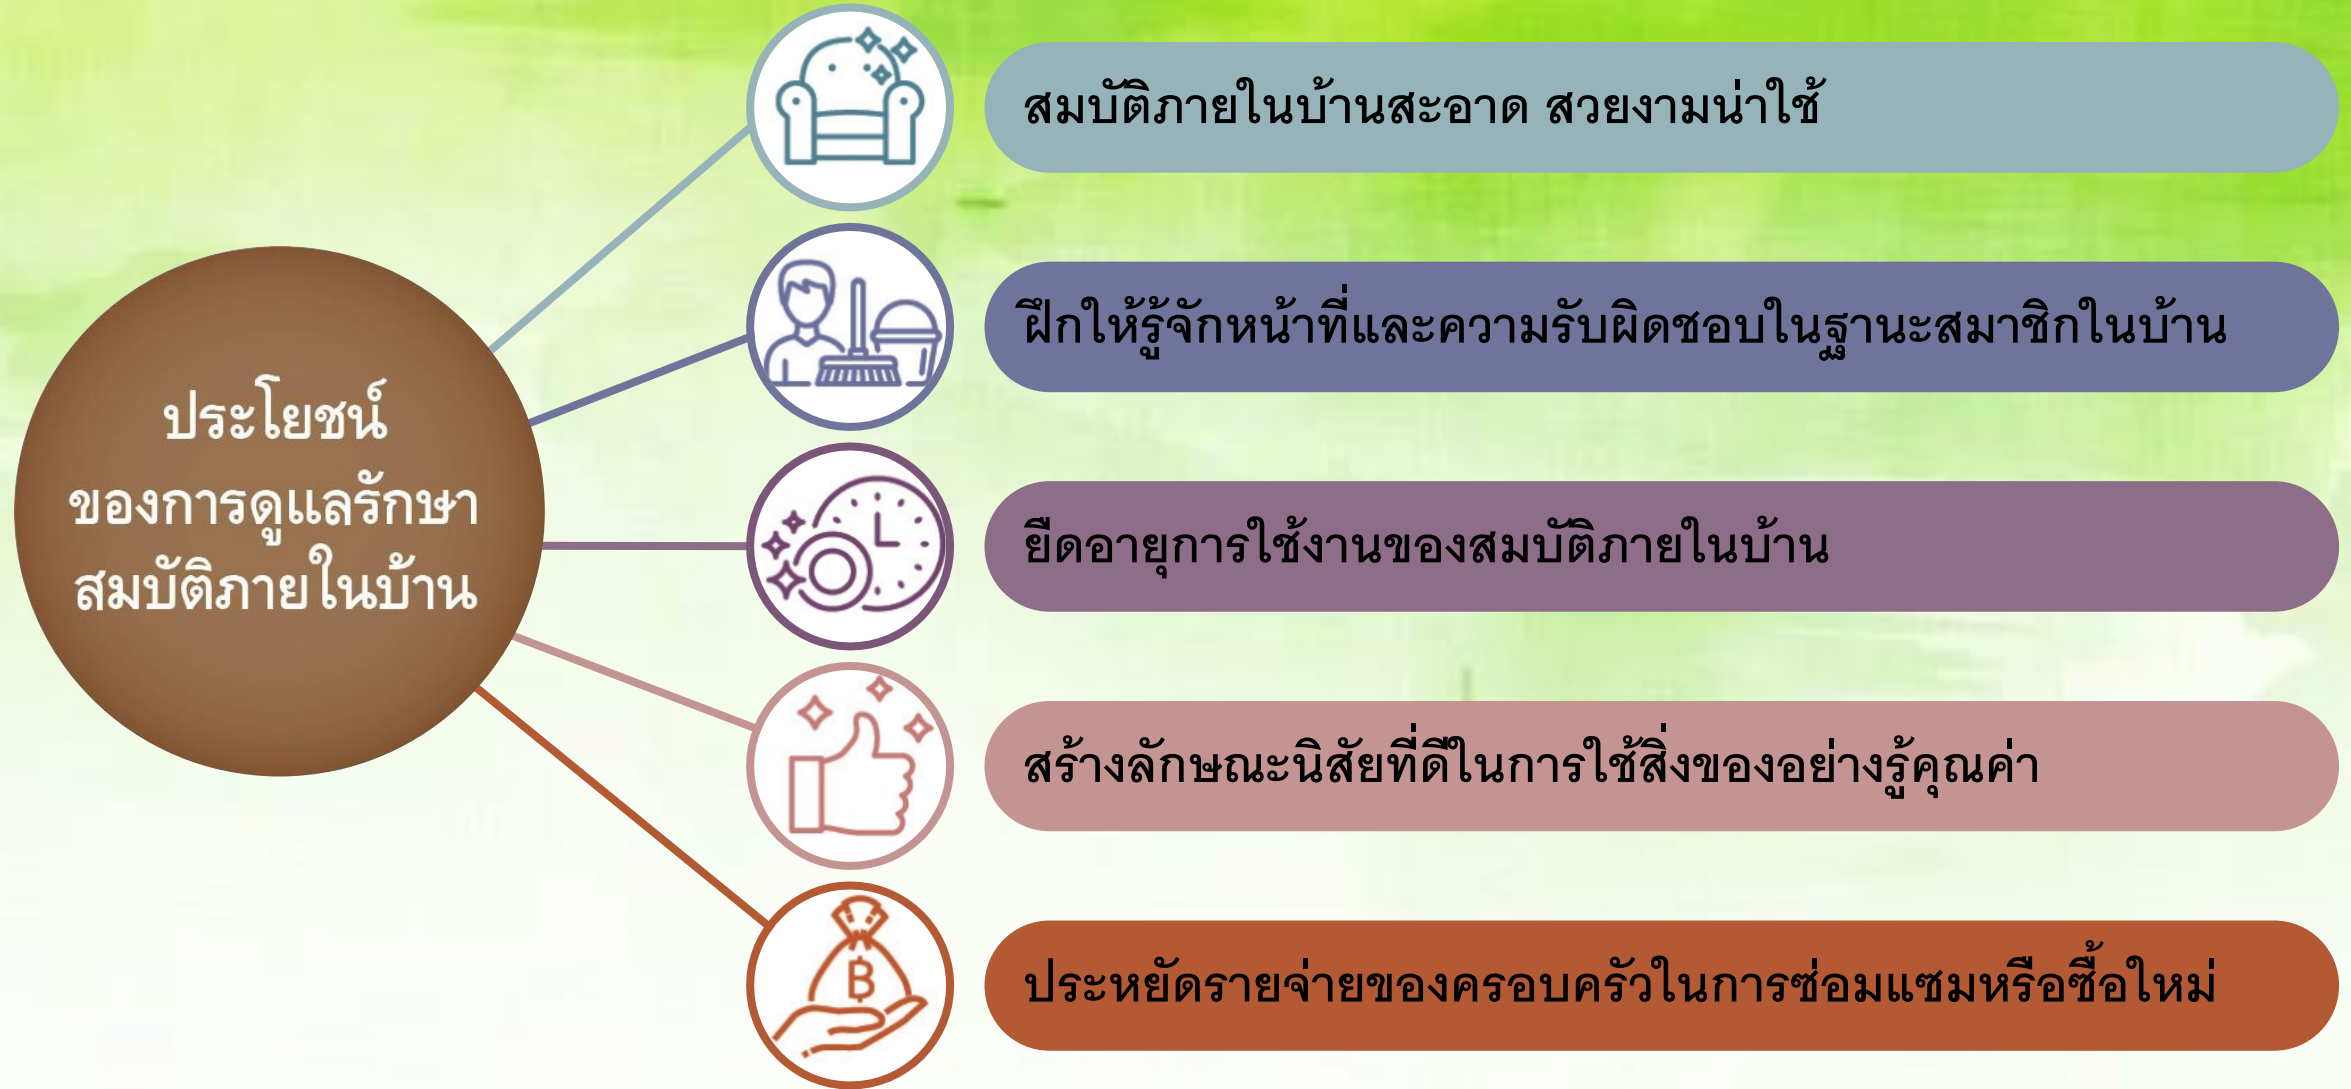 ประโยชน์
ของการดูแลรักษา
สมบัติภายในบ้าน
สมบัติภายในบ้านสะอาด สวยงามน่าใช้
ฝึกให้รู้จักหน้าที่และความรับผิดชอบในฐานะสมาชิกในบ้าน
ยืดอายุการใช้งานของสมบัติภายในบ้าน
สร้างลักษณะนิสัยที่ดีในการใช้สิ่งของอย่างรู้คุณค่า
฿
ประหยัดรายจ่ายของครอบครัวในการซ่อมแซมหรือซื้อใหม่